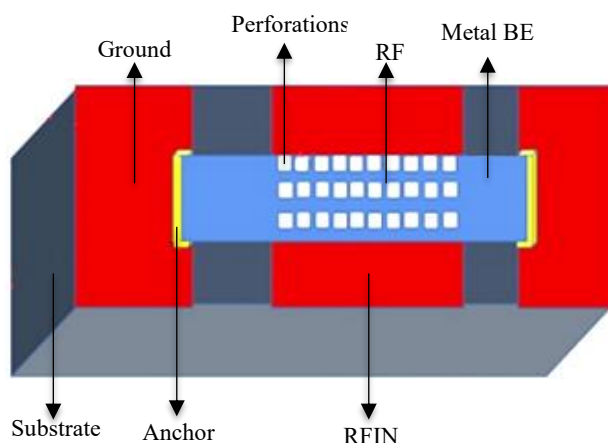 Perforations
Metal BE
Ground
RF
Substrate
Anchor
RFIN